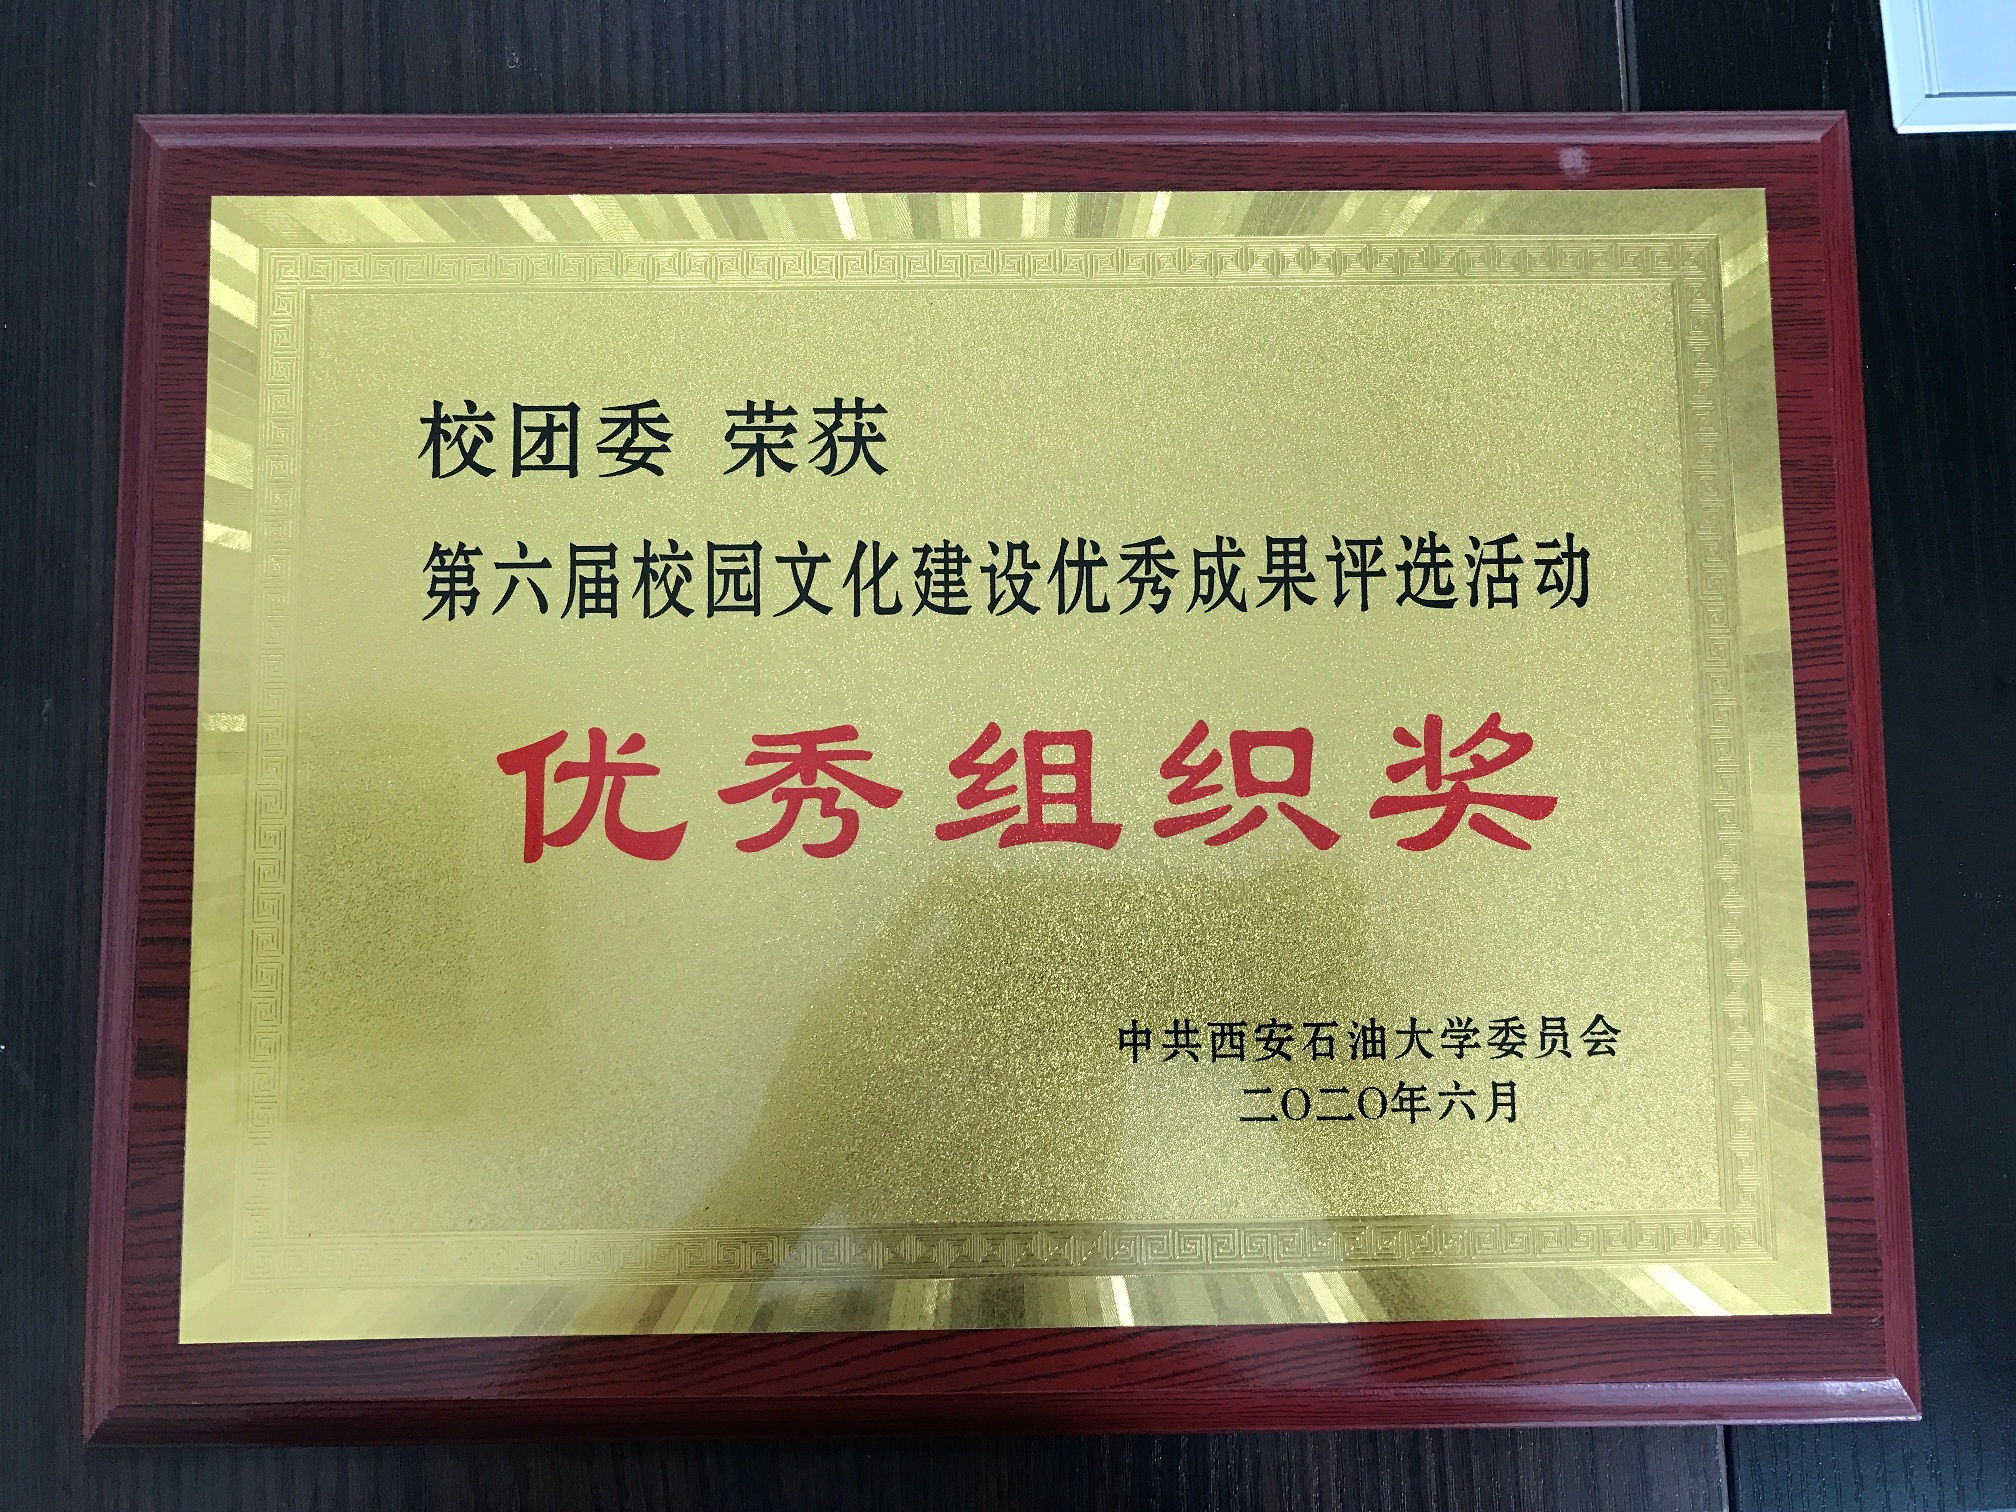 校团委 荣获
第六届校园文化建设优秀成果评选活动
优秀组织奖
中共西安石油大学委员会
二〇二〇年六月